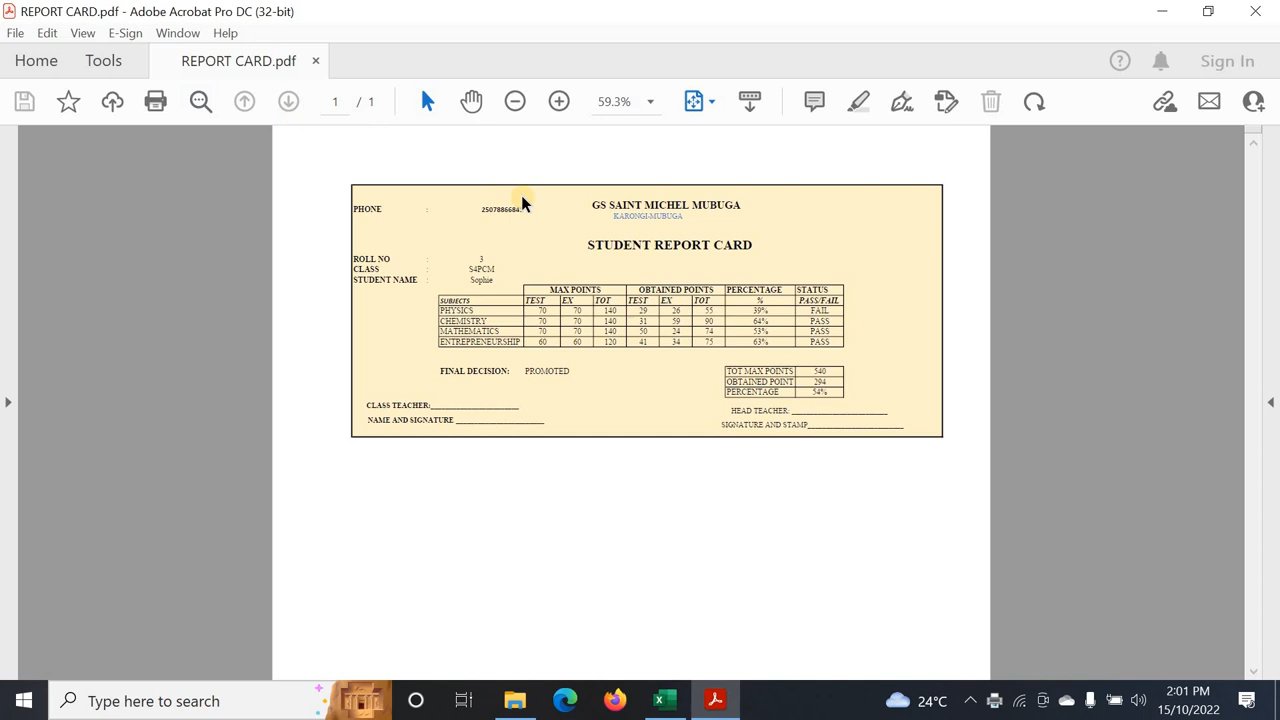 REPORT CARD.pdf - Adobe Acrobat Pro DC (32-bit)
File Edit View E-Sign Window Help
Home Tools REPORT CARD.pdf × Sign In
1 / 1 59.3%
GS SAINT MICHEL MUBUGA
PHONE :
KARONGI-MUBUGA
STUDENT REPORT CARD
ROLL NO : 3
CLASS : S4PCM
STUDENT NAME : Sophie
MAX POINTS OBTAINED POINTS PERCENTAGE STATUS
SUBJECTS TEST EX TOT TEST EX TOT % PASS/FAIL
PHYSICS 70 70 140 29 26 55 39% FAIL
CHEMISTRY 70 70 140 31 59 90 64% PASS
MATHEMATICS 70 70 140 50 24 74 53% PASS
ENTREPRENEURSHIP 60 60 120 41 34 75 63% PASS
FINAL DECISION: PROMOTED TOT MAX POINTS 540
OBTAINED POINT 294
PERCENTAGE 54%
CLASS TEACHER:____________________
HEAD TEACHER: ____________________
NAME AND SIGNATURE ____________________
SIGNATURE AND STAMP____________________
Type here to search
24°C
2:01 PM
15/10/2022